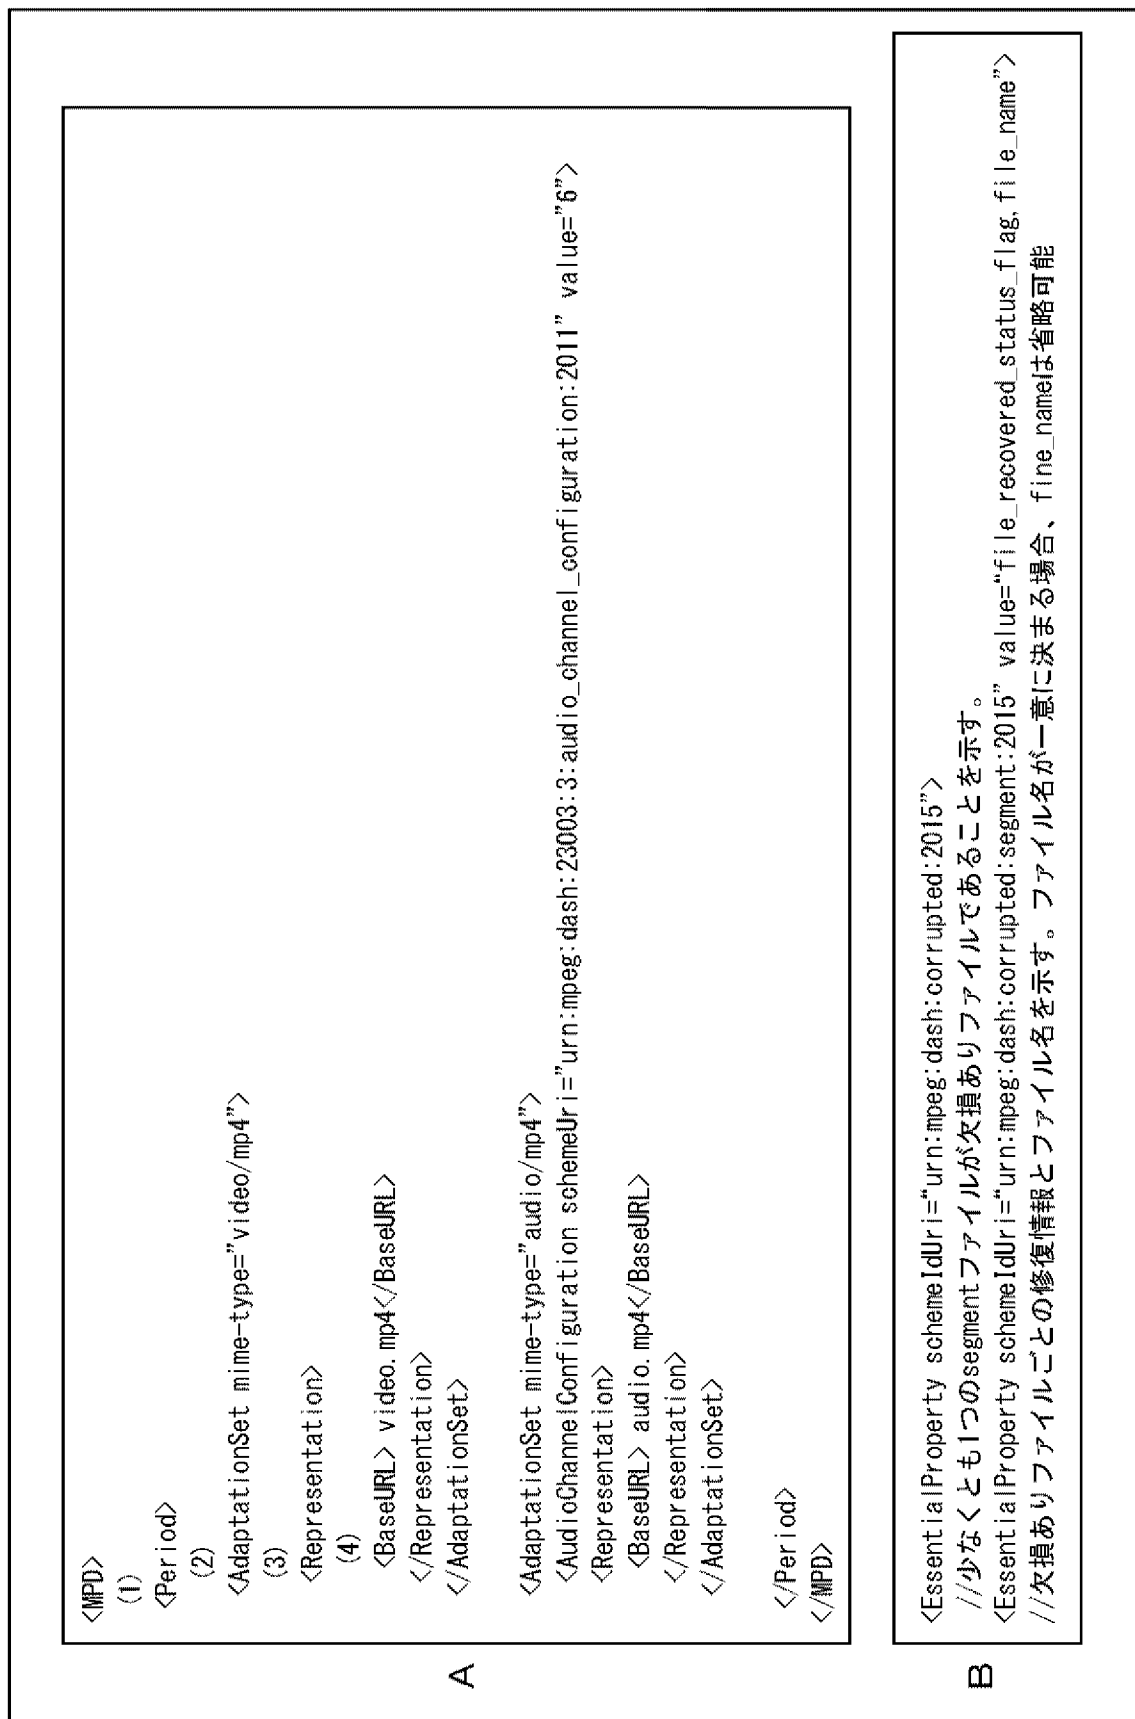 A
<MPD>
(1)
<Period>
(2)
<AdaptationSet mime-type=”video/mp4”>
(3)
<Representation>
(4)
<BaseURL> video.mp4</BaseURL>
</Representation>
</AdaptationSet>
<AdaptationSet mime-type=”audio/mp4”>
<AudioChannelConfiguration schemeUri=”urn:mpeg:dash:23003:3:audio_channel_configuration:2011” value=”6”>
<Representation>
<BaseURL> audio.mp4</BaseURL>
</Representation>
</AdaptationSet>
</Period>
</MPD>
B
<EssentialProperty schemeIdUri=“urn:mpeg:dash:corrupted:2015”>
//少なくとも1つのsegmentファイルが欠損ありファイルであることを示す。
<EssentialProperty schemeIdUri=“urn:mpeg:dash:corrupted:segment:2015” value=“file_recovered_status_flag,file_name”>
//欠損ありファイルごとの修復情報とファイル名を示す。ファイル名が一意に決まる場合、fine_nameは省略可能